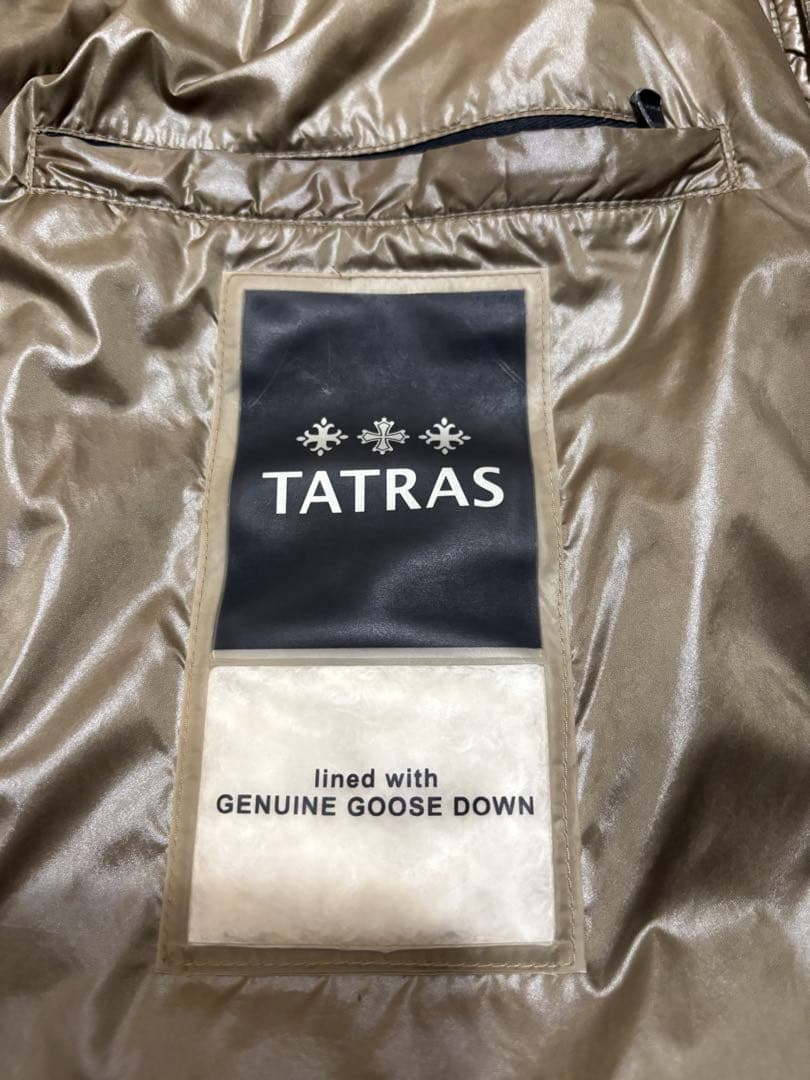 TATRAS
lined with
GENUINE GOOSE DOWN